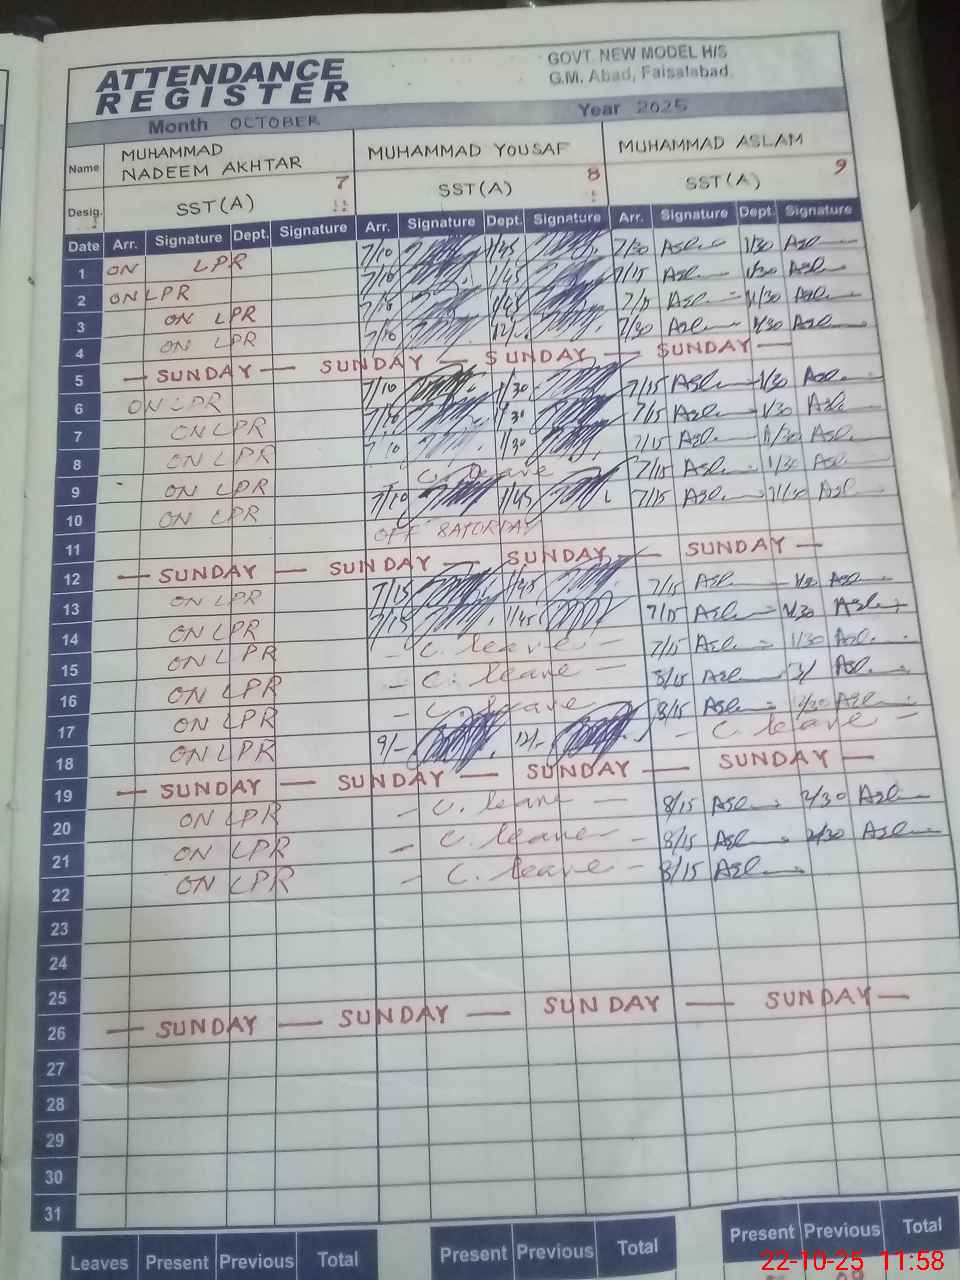 ATTENDANCE REGISTER
GOVT. NEW MODEL H/S
G.M. Abad, Faisalabad.
Month OCTOBER Year 2025
Name MUHAMMAD NADEEM AKHTAR MUHAMMAD YOUSAF MUHAMMAD ASLAM
Desig. SST(A) 7 SST(A) 8 SST(A) 9
Date Arr. Signature Dept. Signature Arr. Signature Dept. Signature Arr. Signature Dept. Signature
1 ON LPR 7/10 1/45 7/30 1/30
2 ON LPR 7/10 1/45 7/15 1/30
3 ON LPR 7/10 1/45 7/15 1/30
4 ON LPR 7/10 12/- 7/30 1/30
5 — SUNDAY — SUNDAY — SUNDAY — SUNDAY —
6 ON LPR 7/10 1/30 7/15 1/30
7 ON LPR 7/10 1/30 7/15 1/30
8 ON LPR 7/10 1/30 7/15 1/30
9 ON LPR C. leave 7/15 1/30
10 ON LPR 7/10 1/45 7/15 1/30
11 OFF SATURDAY
12 — SUNDAY — SUNDAY — SUNDAY — SUNDAY —
13 ON LPR 7/15 1/45 7/15
14 ON LPR 7/15 1/45 7/15 1/30
15 ON LPR - C. leave - 7/15 1/30
16 ON LPR - C. leave - 8/15
17 ON LPR - C. leave 8/15 1/30
18 ON LPR 9/- 12/- - C. leave -
19 — SUNDAY — SUNDAY — SUNDAY — SUNDAY —
20 ON LPR - C. leave - 8/15 2/30
21 ON LPR - C. leave - 8/15 2/30
22 ON LPR - C. leave - 8/15
23
24
25
26 — SUNDAY — SUNDAY — SUNDAY — SUNDAY —
27
28
29
30
31
Leaves Present Previous Total Present Previous Total Present Previous Total
22-10-25 11:58